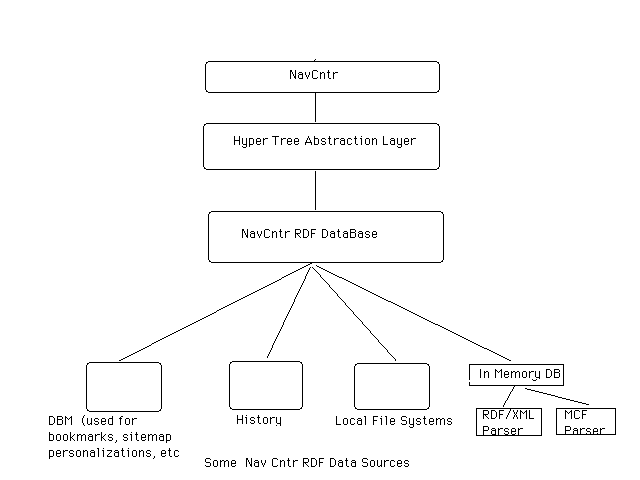 NavCntr
Hyper Tree Abstraction Layer
NavCntr RDF DataBase
In Memory DB
RDF/XML
Parser
MCF
Parser
DBM (used for
bookmarks, sitemap
personalizations, etc
History
Local File Systems
Some Nav Cntr RDF Data Sources